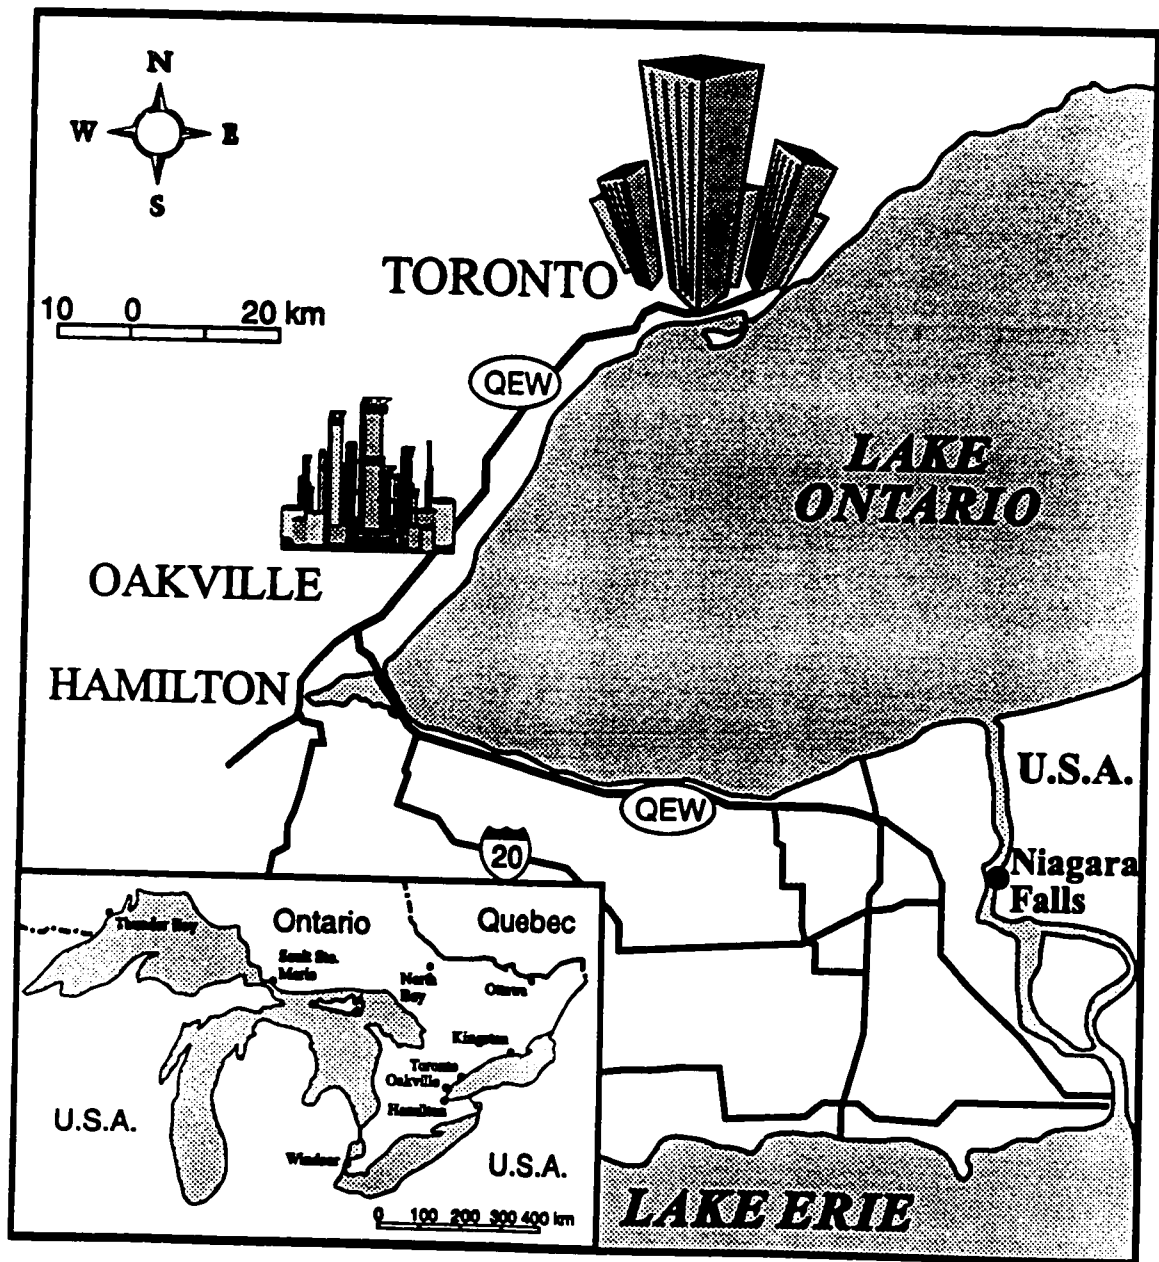 N
W E
S
TORONTO
10 0 20 km
QEW
LAKE
ONTARIO
OAKVILLE
HAMILTON
U.S.A.
QEW
20
Niagara
Falls
Ontario
Quebec
Thunder Bay
Sault Ste.
Marie
North
Bay
Ottawa
Kingston
Toronto
Oakville
Hamilton
U.S.A.
Windsor
U.S.A.
0 100 200 300 400 km
LAKE ERIE